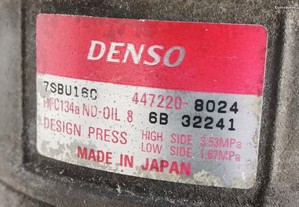 DENSO
7SBU16C 447220-8024
HFC134a ND-OIL 8 6B 32241
DESIGN PRESS HIGH SIDE 3.53MPa
LOW SIDE 1.67MPa
MADE IN JAPAN